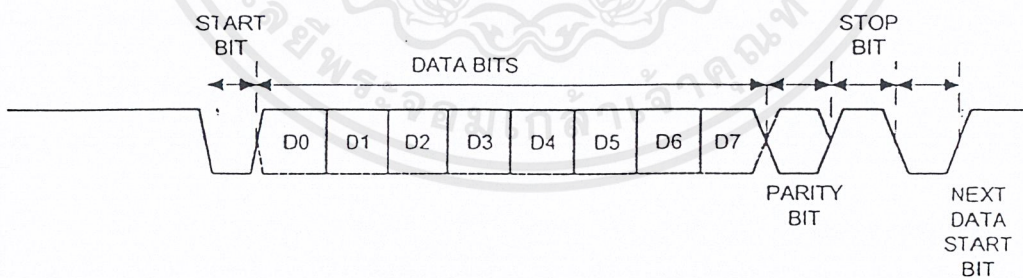 START
BIT
STOP
BIT
DATA BITS
D0 D1 D2 D3 D4 D5 D6 D7
PARITY
BIT
NEXT
DATA
START
BIT